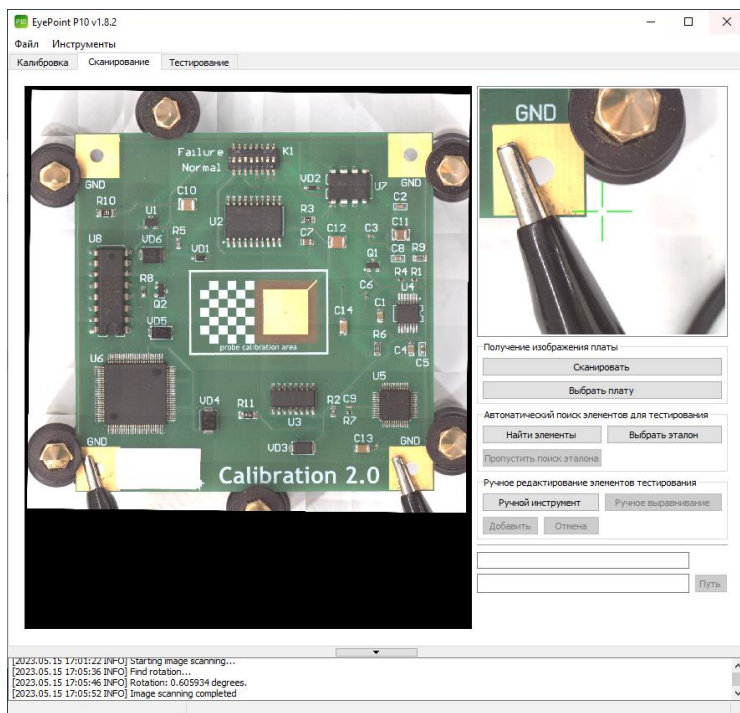 P10 EyePoint P10 v1.8.2
Файл Инструменты
Калибровка Сканирование Тестирование
Failure
Normal
K1
GND
GND
VD2
U7
R10
U1
C10
U2
R3
C7
C12
C3
C2
C11
C8
R9
U8
VD6
R5
VD1
Q1
R4 R1
R8
Q2
C6
U4
VD5
C14
C1
R6
C4
C5
probe calibration area
U6
VD4
R11
U3
R2
C9
R7
U5
VD3
C13
GND
GND
Calibration 2.0
GND
Получение изображения платы
Сканировать
Выбрать плату
Автоматический поиск элементов для тестирования
Найти элементы Выбрать эталон
Пропустить поиск эталона
Ручное редактирование элементов тестирования
Ручной инструмент Ручное выравнивание
Добавить Отмена
Путь
[2023.05.15 17:01:22 INFO] Starting image scanning...
[2023.05.15 17:05:36 INFO] Find rotation...
[2023.05.15 17:05:46 INFO] Rotation: 0.605934 degrees.
[2023.05.15 17:05:52 INFO] Image scanning completed